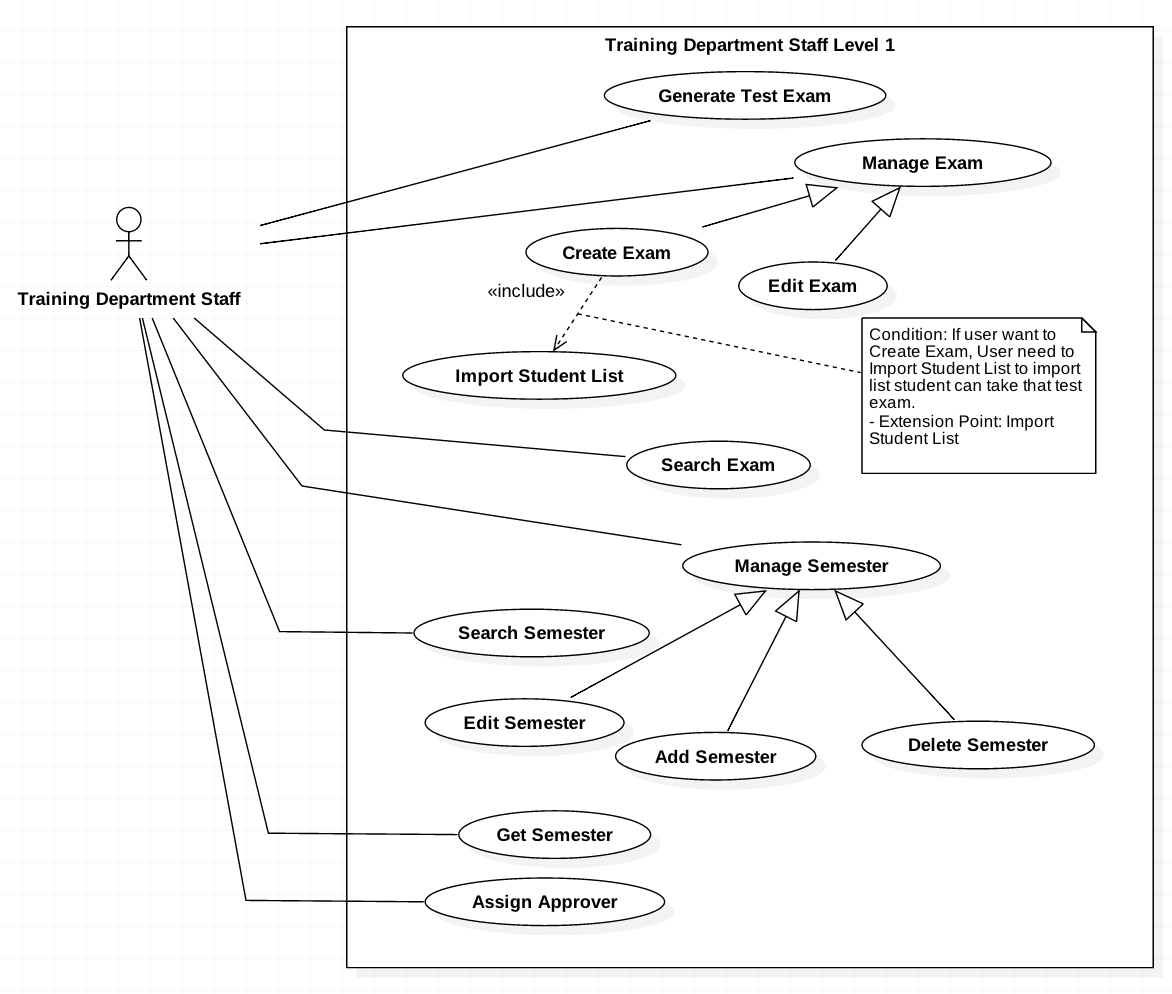 Training Department Staff Level 1
Generate Test Exam
Manage Exam
Create Exam
Edit Exam
«include»
Training Department Staff
Condition: If user want to
Create Exam, User need to
Import Student List to import
list student can take that test
exam.
- Extension Point: Import
Student List
Import Student List
Search Exam
Manage Semester
Search Semester
Edit Semester
Add Semester
Delete Semester
Get Semester
Assign Approver